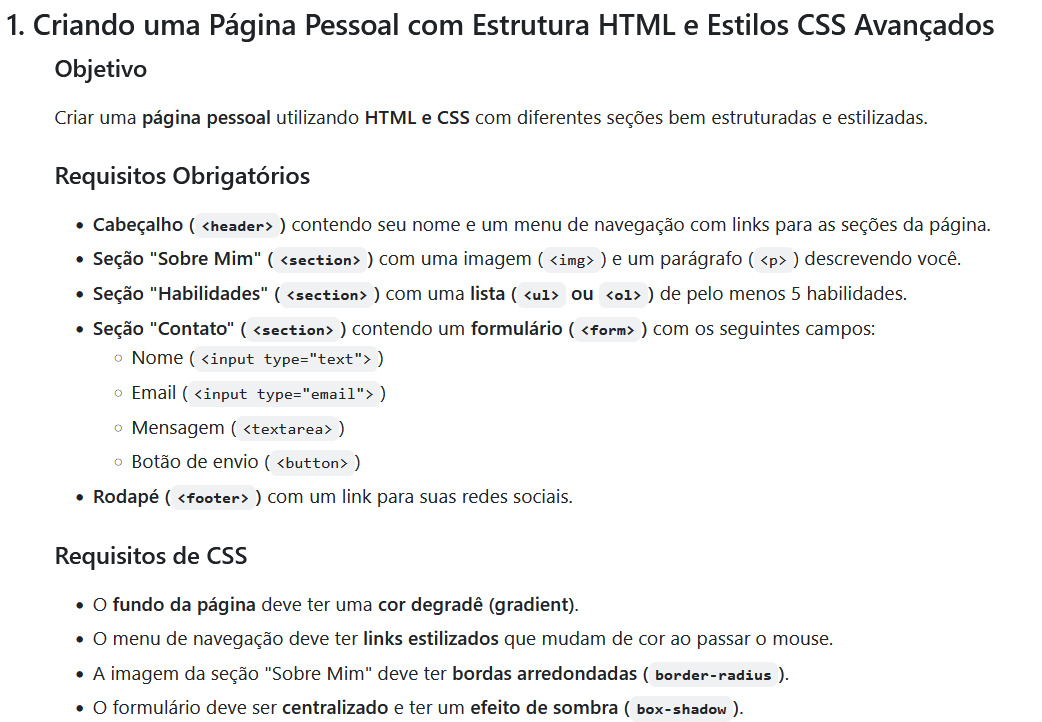 1. Criando uma Página Pessoal com Estrutura HTML e Estilos CSS Avançados
Objetivo
Criar uma página pessoal utilizando HTML e CSS com diferentes seções bem estruturadas e estilizadas.
Requisitos Obrigatórios
• Cabeçalho ( <header> ) contendo seu nome e um menu de navegação com links para as seções da página.
• Seção "Sobre Mim" ( <section> ) com uma imagem ( <img> ) e um parágrafo ( <p> ) descrevendo você.
• Seção "Habilidades" ( <section> ) com uma lista ( <ul> ou <ol> ) de pelo menos 5 habilidades.
• Seção "Contato" ( <section> ) contendo um formulário ( <form> ) com os seguintes campos:
◦ Nome ( <input type="text"> )
◦ Email ( <input type="email"> )
◦ Mensagem ( <textarea> )
◦ Botão de envio ( <button> )
• Rodapé ( <footer> ) com um link para suas redes sociais.
Requisitos de CSS
• O fundo da página deve ter uma cor degradê (gradient).
• O menu de navegação deve ter links estilizados que mudam de cor ao passar o mouse.
• A imagem da seção "Sobre Mim" deve ter bordas arredondadas ( border-radius ).
• O formulário deve ser centralizado e ter um efeito de sombra ( box-shadow ).